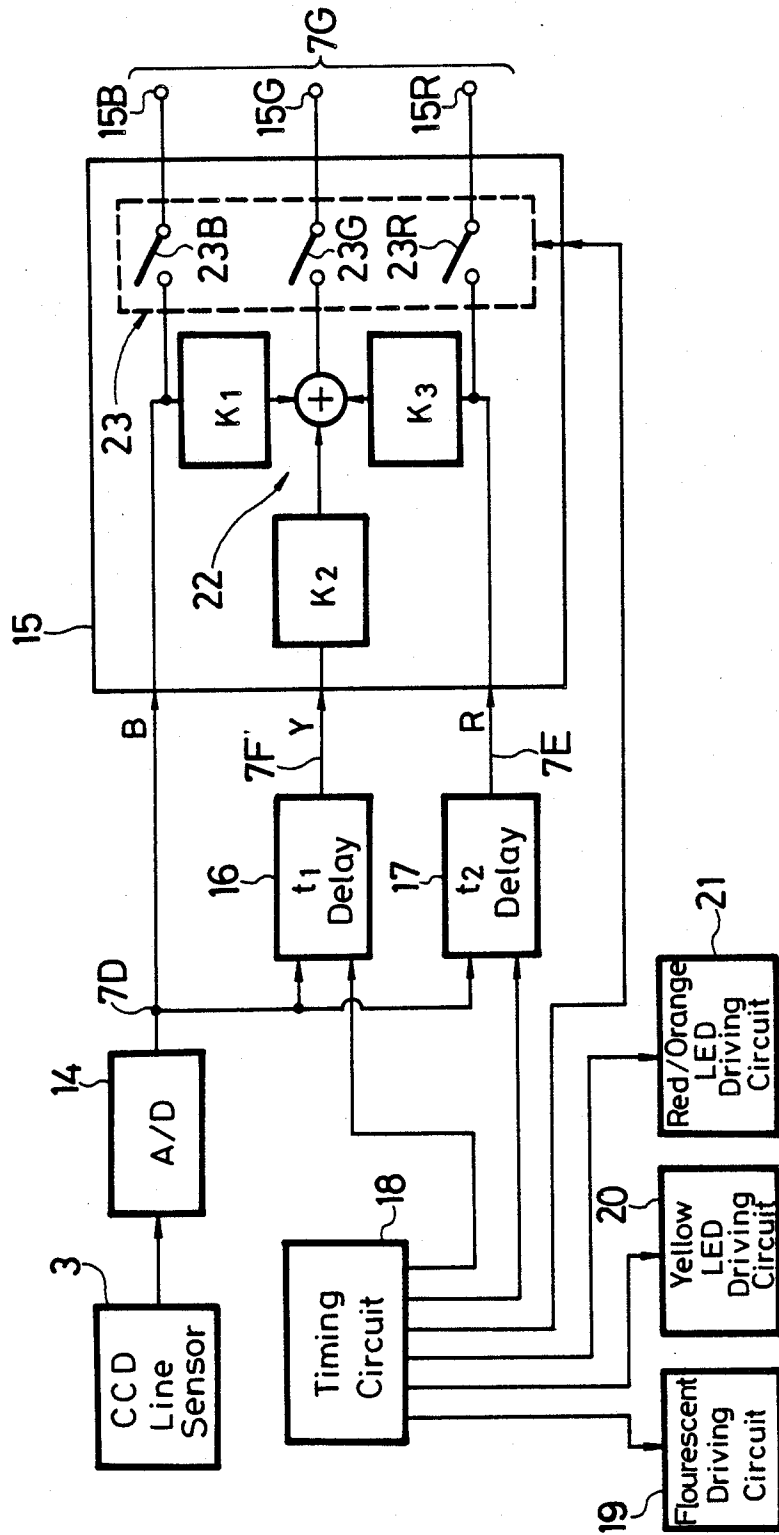 3
CCD
Line
Sensor
14
A/D
7D
B
15
16
t1
Delay
7F'
Y
17
t2
Delay
R
7E
22
K2
23
K1
+
K3
23B
23G
23R
15B
15G
15R
7G
18
Timing
Circuit
19
Flourescent
Driving
Circuit
20
Yellow
LED
Driving
Circuit
21
Red/Orange
LED
Driving
Circuit